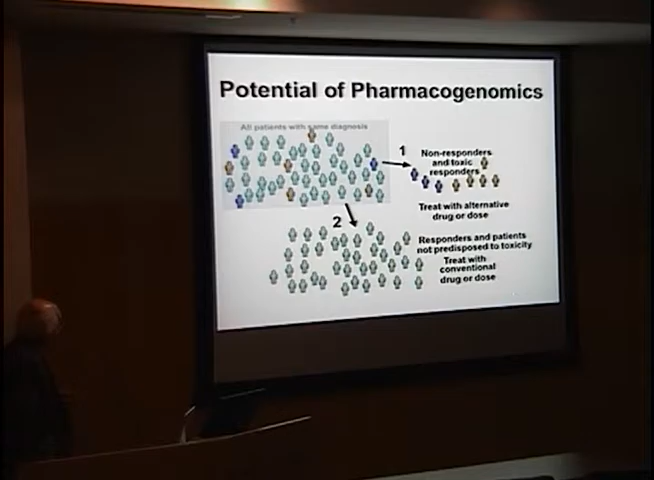 Potential of Pharmacogenomics
All patients with same diagnosis
1
Non-responders
and toxic
responders
Treat with alternative
drug or dose
2
Responders and patients
not predisposed to toxicity
Treat with
conventional
drug or dose